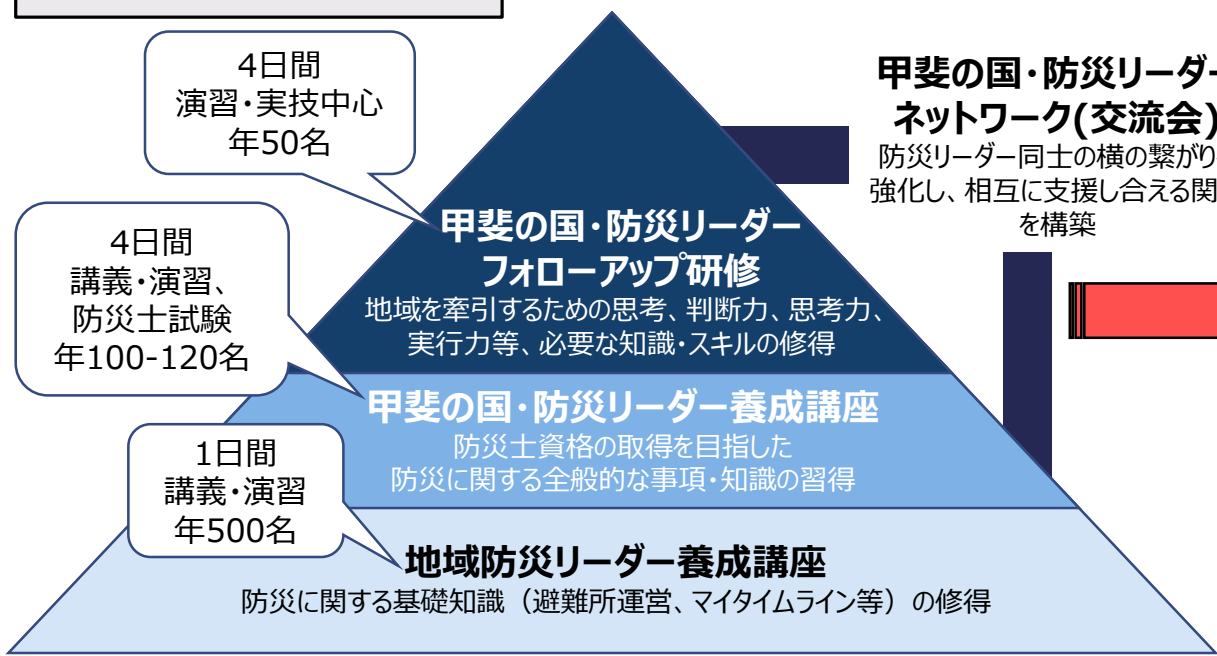 4日間
演習・実技中心
年50名
甲斐の国・防災リーダー
ネットワーク(交流会)
防災リーダー同士の横の繋がり
強化し、相互に支援し合える関
を構築
甲斐の国・防災リーダー
フォローアップ研修
地域を牽引するための思考、判断力、思考力、
実行力等、必要な知識・スキルの修得
4日間
講義・演習、
防災士試験
年100-120名
甲斐の国・防災リーダー養成講座
防災士資格の取得を目指した
防災に関する全般的な事項・知識の習得
1日間
講義・演習
年500名
地域防災リーダー養成講座
防災に関する基礎知識（避難所運営、マイタイムライン等）の修得